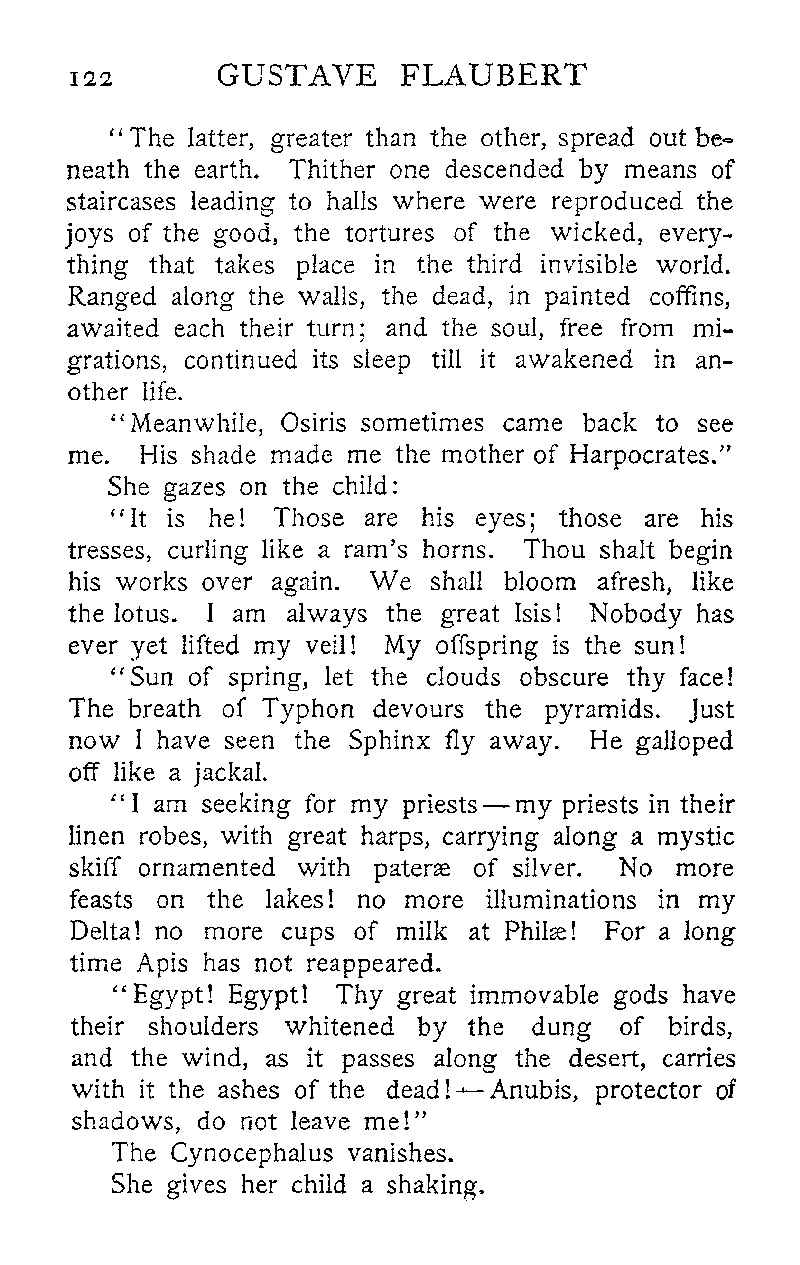 122 GUSTAVE FLAUBERT
"The latter, greater than the other, spread out be-
neath the earth. Thither one descended by means of
staircases leading to halls where were reproduced the
joys of the good, the tortures of the wicked, every-
thing that takes place in the third invisible world.
Ranged along the walls, the dead, in painted coffins,
awaited each their turn; and the soul, free from mi-
grations, continued its sleep till it awakened in an-
other life.
"Meanwhile, Osiris sometimes came back to see
me. His shade made me the mother of Harpocrates."
She gazes on the child:
"It is he! Those are his eyes; those are his
tresses, curling like a ram's horns. Thou shalt begin
his works over again. We shall bloom afresh, like
the lotus. I am always the great Isis! Nobody has
ever yet lifted my veil! My offspring is the sun!
"Sun of spring, let the clouds obscure thy face!
The breath of Typhon devours the pyramids. Just
now I have seen the Sphinx fly away. He galloped
off like a jackal.
"I am seeking for my priests—my priests in their
linen robes, with great harps, carrying along a mystic
skiff ornamented with pateræ of silver. No more
feasts on the lakes! no more illuminations in my
Delta! no more cups of milk at Philæ! For a long
time Apis has not reappeared.
"Egypt! Egypt! Thy great immovable gods have
their shoulders whitened by the dung of birds,
and the wind, as it passes along the desert, carries
with it the ashes of the dead!—Anubis, protector of
shadows, do not leave me!"
The Cynocephalus vanishes.
She gives her child a shaking.